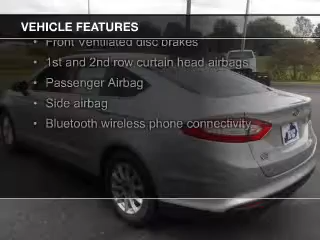 VEHICLE FEATURES
• Front Ventilated disc brakes
• 1st and 2nd row curtain head airbags
• Passenger Airbag
• Side airbag
• Bluetooth wireless phone connectivity